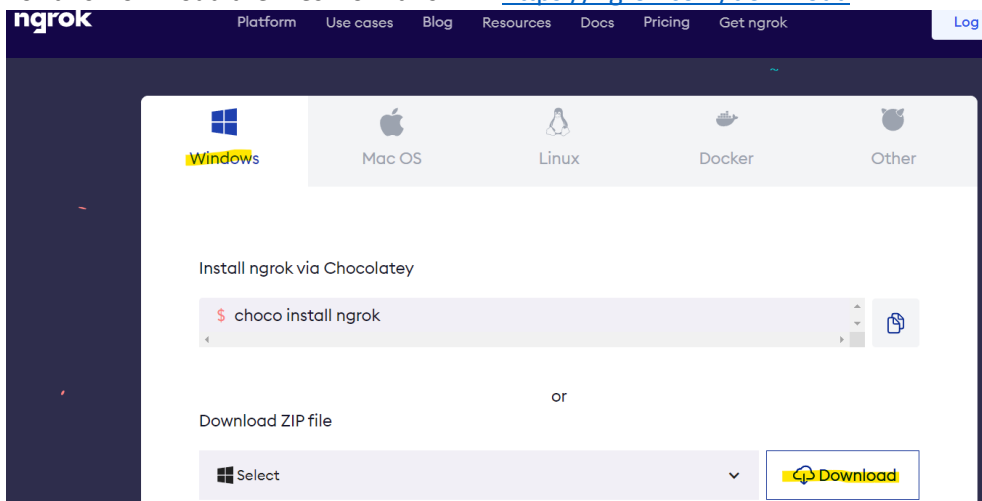 ngrok Platform Use cases Blog Resources Docs Pricing Get ngrok Log
Windows Mac OS Linux Docker Other
Install ngrok via Chocolatey
$ choco install ngrok
or
Download ZIP file
Select Download